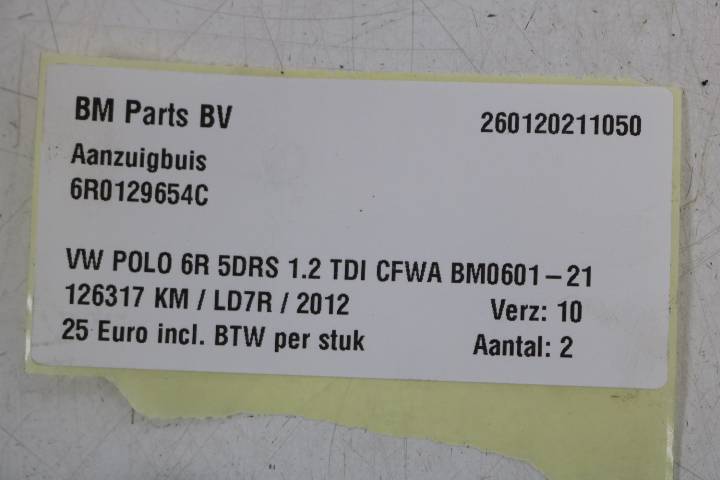 BM Parts BV 260120211050
Aanzuigbuis
6R0129654C
VW POLO 6R 5DRS 1.2 TDI CFWA BM0601-21
126317 KM / LD7R / 2012 Verz: 10
25 Euro incl. BTW per stuk Aantal: 2